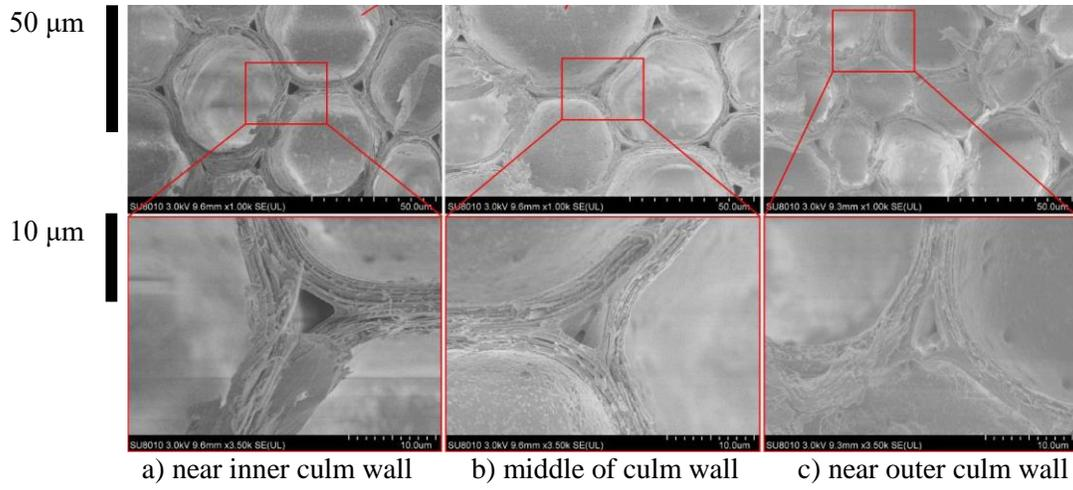 50 μm
SU8010 3.0kV 9.6mm x1.00k SE(UL) 50.0um
SU8010 3.0kV 9.6mm x1.00k SE(UL) 50.0um
SU8010 3.0kV 9.3mm x1.00k SE(UL) 50.0um
10 μm
SU8010 3.0kV 9.6mm x3.50k SE(UL) 10.0um
SU8010 3.0kV 9.6mm x3.50k SE(UL) 10.0um
SU8010 3.0kV 9.3mm x3.50k SE(UL) 10.0um
a) near inner culm wall
b) middle of culm wall
c) near outer culm wall